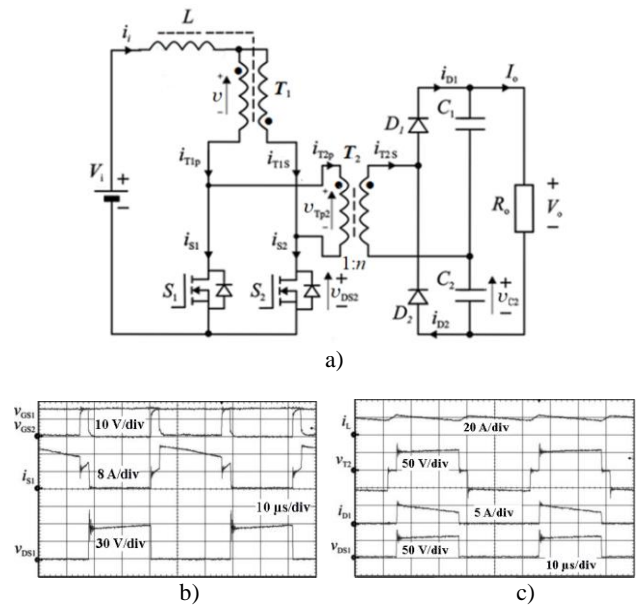 L
i_i
T_1
v
+
−
i_T1p
i_T1S
i_T2p
T_2
i_T2S
i_D1
I_o
D_1
C_1
V_i
+
−
v_Tp2
+
−
R_o
+
V_o
−
i_S1
i_S2
1:n
S_1
S_2
+
v_DS2
−
D_2
i_D2
C_2
+
v_C2
−
a)
v_GS1
v_GS2
10 V/div
i_S1
8 A/div
10 µs/div
v_DS1
30 V/div
b)
i_L
20 A/div
v_T2
50 V/div
i_D1
5 A/div
v_DS1
50 V/div
10 µs/div
c)